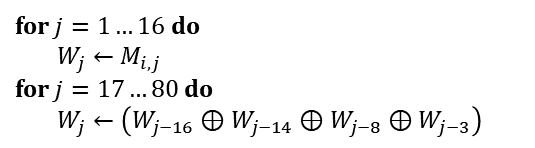 for j = 1 … 16 do
W_j ← M_{i,j}
for j = 17 … 80 do
W_j ← (W_{j−16} ⊕ W_{j−14} ⊕ W_{j−8} ⊕ W_{j−3})